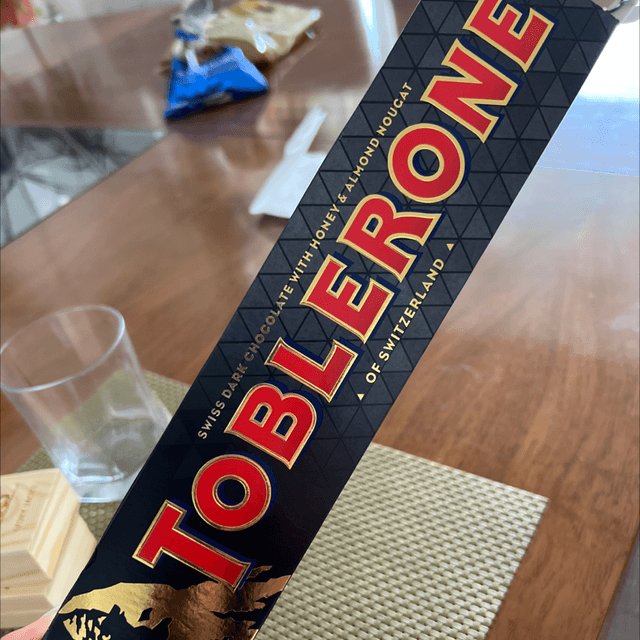 SWISS DARK CHOCOLATE WITH HONEY & ALMOND NOUGAT
TOBLERONE
▲ OF SWITZERLAND ▲